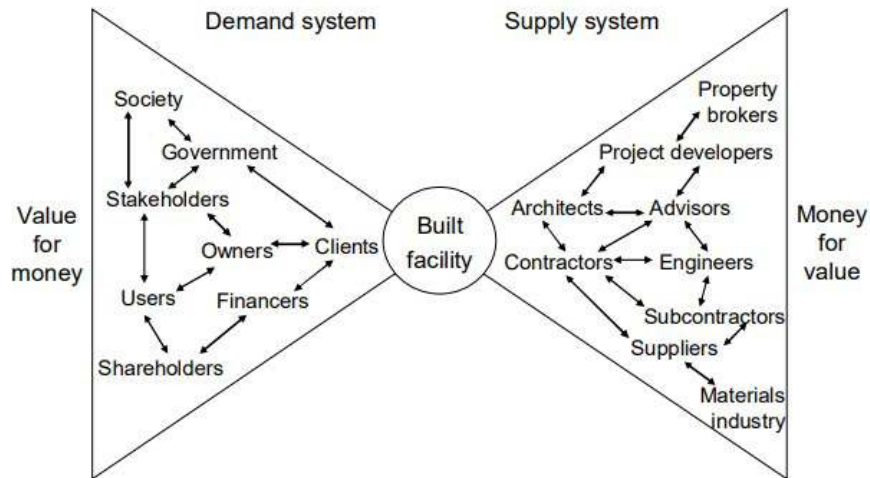 Demand system
Supply system
Society
Government
Stakeholders
Owners
Clients
Users
Financers
Shareholders
Value
for
money
Built
facility
Property
brokers
Project developers
Architects
Advisors
Contractors
Engineers
Subcontractors
Suppliers
Materials
industry
Money
for
value